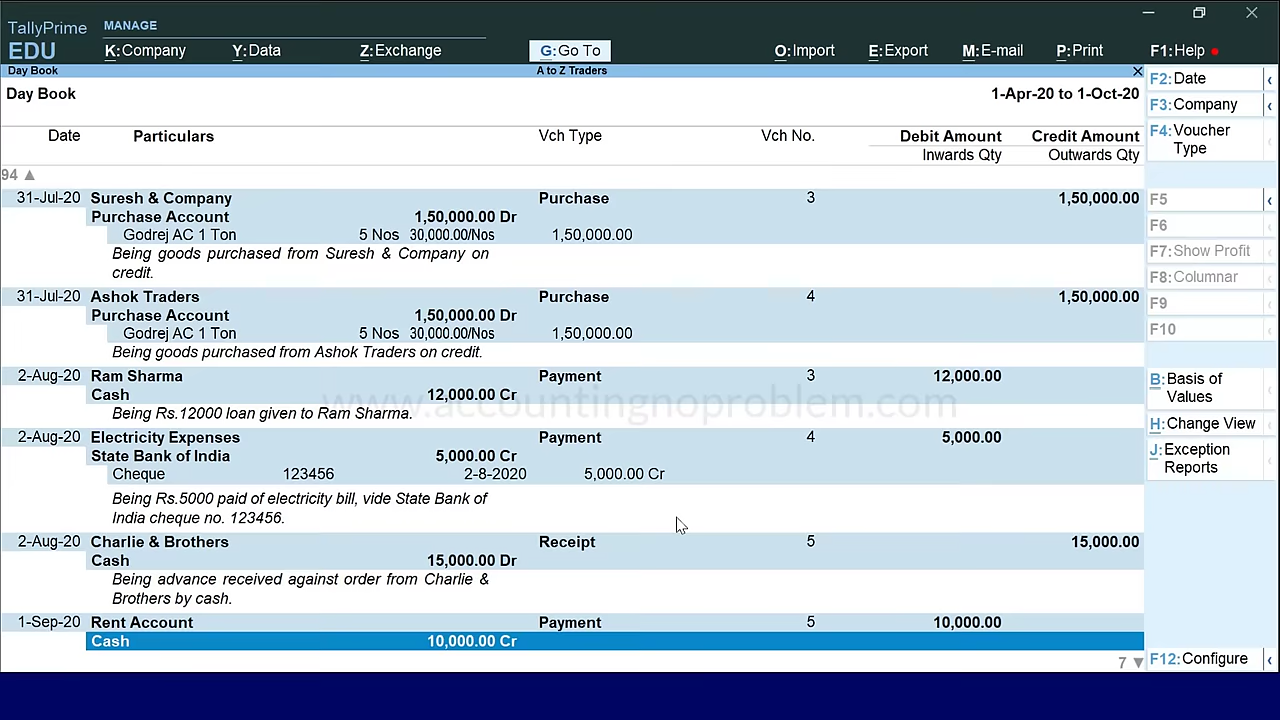 TallyPrime MANAGE
EDU K:Company Y:Data Z:Exchange G:Go To O:Import E:Export M:E-mail P:Print F1:Help
Day Book A to Z Traders
Day Book 1-Apr-20 to 1-Oct-20
Date Particulars Vch Type Vch No. Debit Amount Credit Amount
Inwards Qty Outwards Qty
94
31-Jul-20 Suresh & Company Purchase 3 1,50,000.00
Purchase Account 1,50,000.00 Dr
Godrej AC 1 Ton 5 Nos 30,000.00/Nos 1,50,000.00
Being goods purchased from Suresh & Company on
credit.
31-Jul-20 Ashok Traders Purchase 4 1,50,000.00
Purchase Account 1,50,000.00 Dr
Godrej AC 1 Ton 5 Nos 30,000.00/Nos 1,50,000.00
Being goods purchased from Ashok Traders on credit.
2-Aug-20 Ram Sharma Payment 3 12,000.00
Cash 12,000.00 Cr
www.accountingnoproblem.com
Being Rs.12000 loan given to Ram Sharma.
2-Aug-20 Electricity Expenses Payment 4 5,000.00
State Bank of India 5,000.00 Cr
Cheque 123456 2-8-2020 5,000.00 Cr
Being Rs.5000 paid of electricity bill, vide State Bank of
India cheque no. 123456.
2-Aug-20 Charlie & Brothers Receipt 5 15,000.00
Cash 15,000.00 Dr
Being advance received against order from Charlie &
Brothers by cash.
1-Sep-20 Rent Account Payment 5 10,000.00
Cash 10,000.00 Cr
7
F2:Date
F3:Company
F4:Voucher
Type
F5
F6
F7:Show Profit
F8:Columnar
F9
F10
B:Basis of
Values
H:Change View
J:Exception
Reports
F12:Configure